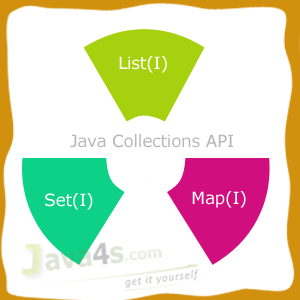 List(I)
Java Collections API
Set(I)
Map(I)
Java4s.com
get it yourself